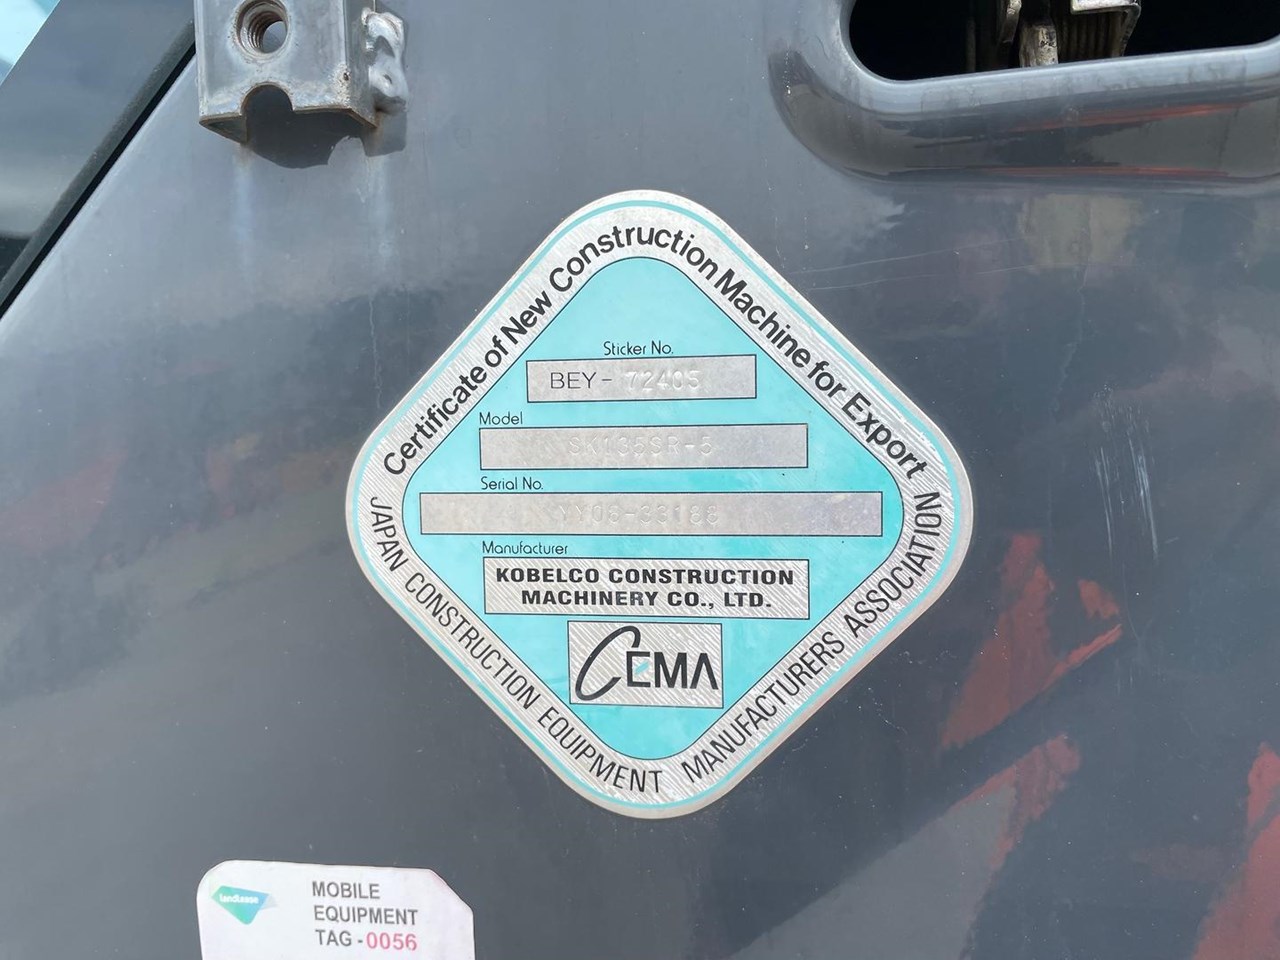 Certificate of New Construction Machine for Export
Sticker No.
BEY- 72405
Model
SK135SR-5
Serial No.
YY06-33188
Manufacturer
KOBELCO CONSTRUCTION
MACHINERY CO., LTD.
CEMA
JAPAN CONSTRUCTION EQUIPMENT MANUFACTURERS ASSOCIATION
lendlease
MOBILE
EQUIPMENT
TAG - 0056